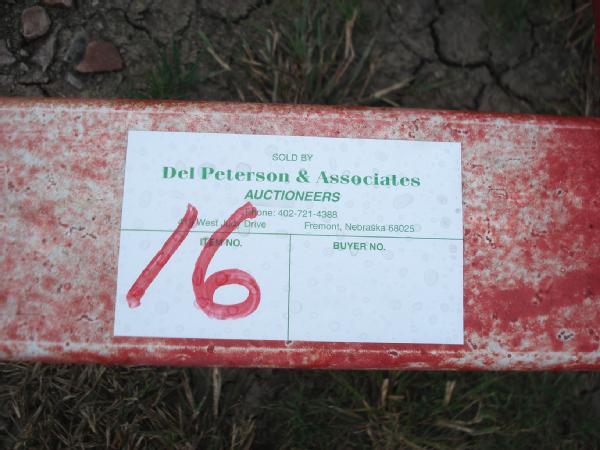 SOLD BY
Del Peterson & Associates
AUCTIONEERS
Phone: 402-721-4388
West Judy Drive Fremont, Nebraska 68025
ITEM NO. BUYER NO.
16